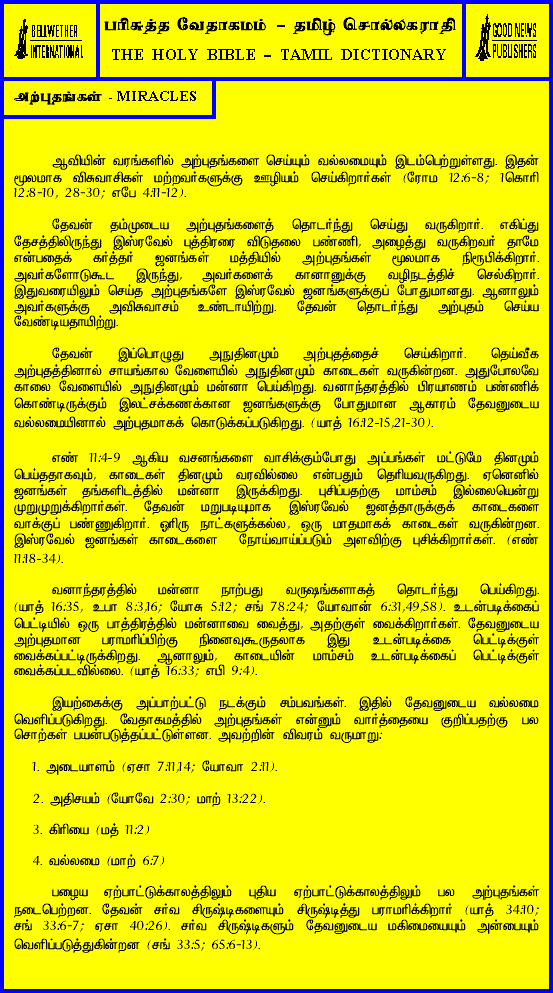 BELLWETHER
INTERNATIONAL
பரிசுத்த வேதாகமம் – தமிழ் சொல்லகராதி
THE HOLY BIBLE – TAMIL DICTIONARY
GOOD NEWS
PUBLISHERS
அற்புதங்கள் - MIRACLES
ஆவியின் வரங்களில் அற்புதங்களை செய்யும் வல்லமையும் இடம்பெற்றுள்ளது. இதன்
மூலமாக விசுவாசிகள் மற்றவர்களுக்கு ஊழியம் செய்கிறார்கள் (ரோம 12:6-8; 1கொரி
12:8-10, 28-30; எபே 4:11-12).
தேவன் தம்முடைய அற்புதங்களைத் தொடர்ந்து செய்து வருகிறார். எகிப்து
தேசத்திலிருந்து இஸ்ரவேல் புத்திரரை விடுதலை பண்ணி, அழைத்து வருகிறவர் தாமே
என்பதைக் கர்த்தர் ஜனங்கள் மத்தியில் அற்புதங்கள் மூலமாக நிரூபிக்கிறார்.
அவர்களோடுகூட இருந்து, அவர்களைக் கானானுக்கு வழிநடத்திச் செல்கிறார்.
இதுவரையிலும் செய்த அற்புதங்களே இஸ்ரவேல் ஜனங்களுக்குப் போதுமானது. ஆனாலும்
அவர்களுக்கு அவிசுவாசம் உண்டாயிற்று. தேவன் தொடர்ந்து அற்புதம் செய்ய
வேண்டியதாயிற்று.
தேவன் இப்பொழுது அநுதினமும் அற்புதத்தைச் செய்கிறார். தெய்வீக
அற்புதத்தினால் சாயங்கால வேளையில் அநுதினமும் காடைகள் வருகின்றன. அதுபோலவே
காலை வேளையில் அநுதினமும் மன்னா பெய்கிறது. வனாந்தரத்தில் பிரயாணம் பண்ணிக்
கொண்டிருக்கும் இலட்சக்கணக்கான ஜனங்களுக்கு போதுமான ஆகாரம் தேவனுடைய
வல்லமையினால் அற்புதமாகக் கொடுக்கப்படுகிறது. (யாத் 16:12-15,21-30).
எண் 11:4-9 ஆகிய வசனங்களை வாசிக்கும்போது அப்பங்கள் மட்டுமே தினமும்
பெய்ததாகவும், காடைகள் தினமும் வரவில்லை என்பதும் தெரியவருகிறது. ஏனெனில்
ஜனங்கள் தங்களிடத்தில் மன்னா இருக்கிறது. புசிப்பதற்கு மாம்சம் இல்லையென்று
முறுமுறுக்கிறார்கள். தேவன் மறுபடியுமாக இஸ்ரவேல் ஜனத்தாருக்குக் காடைகளை
வாக்குப் பண்ணுகிறார். ஓரிரு நாட்களுக்கல்ல, ஒரு மாதமாகக் காடைகள் வருகின்றன.
இஸ்ரவேல் ஜனங்கள் காடைகளை நோய்வாய்ப்படும் அளவிற்கு புசிக்கிறார்கள். (எண்
11:18-34).
வனாந்தரத்தில் மன்னா நாற்பது வருஷங்களாகத் தொடர்ந்து பெய்கிறது.
(யாத் 16:35, உபா 8:3,16; யோசு 5:12; சங் 78:24; யோவான் 6:31,49,58). உடன்படிக்கைப்
பெட்டியில் ஒரு பாத்திரத்தில் மன்னாவை வைத்து, அதற்குள் வைக்கிறார்கள். தேவனுடைய
அற்புதமான பராமரிப்பிற்கு நினைவுகூருதலாக இது உடன்படிக்கை பெட்டிக்குள்
வைக்கப்பட்டிருக்கிறது. ஆனாலும், காடையின் மாம்சம் உடன்படிக்கைப் பெட்டிக்குள்
வைக்கப்படவில்லை. (யாத் 16:33; எபி 9:4).
இயற்கைக்கு அப்பாற்பட்டு நடக்கும் சம்பவங்கள். இதில் தேவனுடைய வல்லமை
வெளிப்படுகிறது. வேதாகமத்தில் அற்புதங்கள் என்னும் வார்த்தையை குறிப்பதற்கு பல
சொற்கள் பயன்படுத்தப்பட்டுள்ளன. அவற்றின் விவரம் வருமாறு:
1. அடையாளம் (ஏசா 7:11,14; யோவா 2:11).
2. அதிசயம் (யோவே 2:30; மாற் 13:22).
3. கிரியை (மத் 11:2)
4. வல்லமை (மாற் 6:7)
பழைய ஏற்பாட்டுக்காலத்திலும் புதிய ஏற்பாட்டுக்காலத்திலும் பல அற்புதங்கள்
நடைபெற்றன. தேவன் சர்வ சிருஷ்டிகளையும் சிருஷ்டித்து பராமரிக்கிறார் (யாத் 34:10;
சங் 33:6-7; ஏசா 40:26). சர்வ சிருஷ்டிகளும் தேவனுடைய மகிமையையும் அன்பையும்
வெளிப்படுத்துகின்றன (சங் 33:5; 65:6-13).